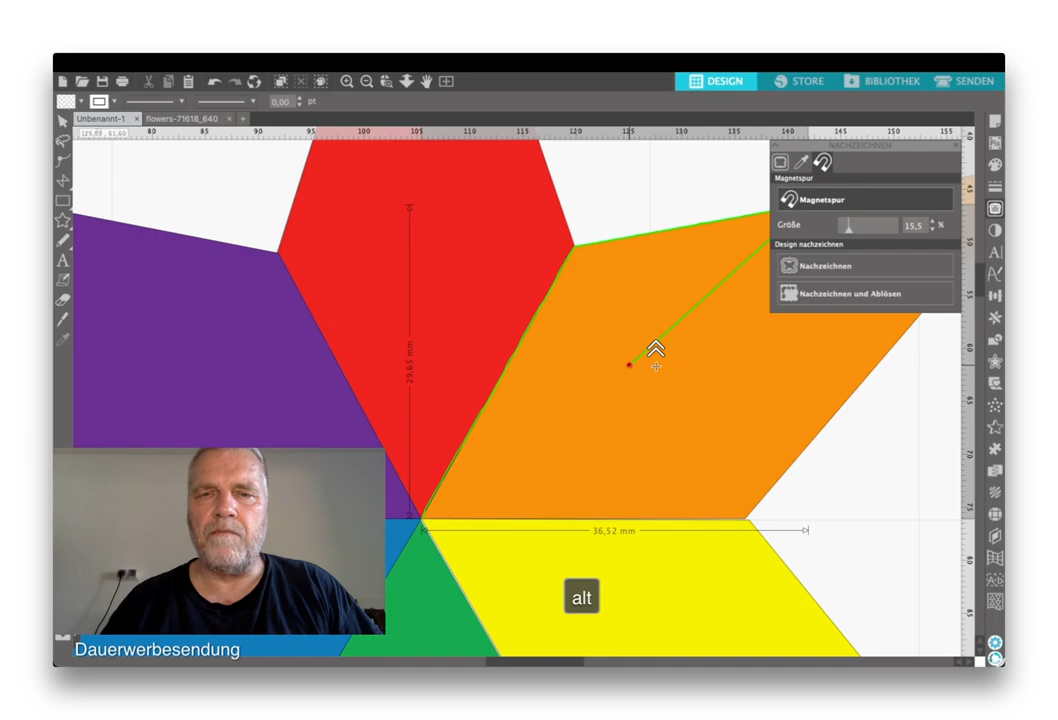 DESIGN
STORE
BIBLIOTHEK
SENDEN
0,00 pt
Unbenannt-1
flowers-71618_640
80 85 90 95 100 105 110 115 120 125 130 135 140 145 150 155
NACHZEICHNEN
Magnetspur
Magnetspur
Größe 15,5 %
Design nachzeichnen
Nachzeichnen
Nachzeichnen und Ablösen
29,65 mm
36,52 mm
alt
Dauerwerbesendung